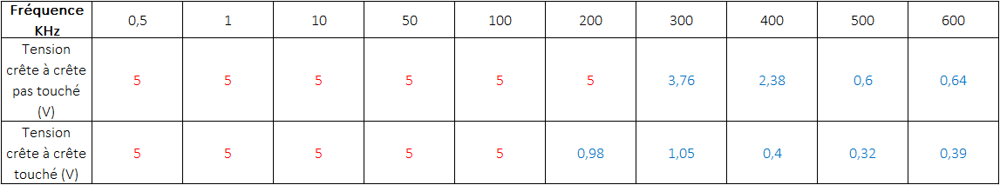 Fréquence KHz 0,5 1 10 50 100 200 300 400 500 600
Tension crête à crête pas touché (V) 5 5 5 5 5 5 3,76 2,38 0,6 0,64
Tension crête à crête touché (V) 5 5 5 5 5 0,98 1,05 0,4 0,32 0,39